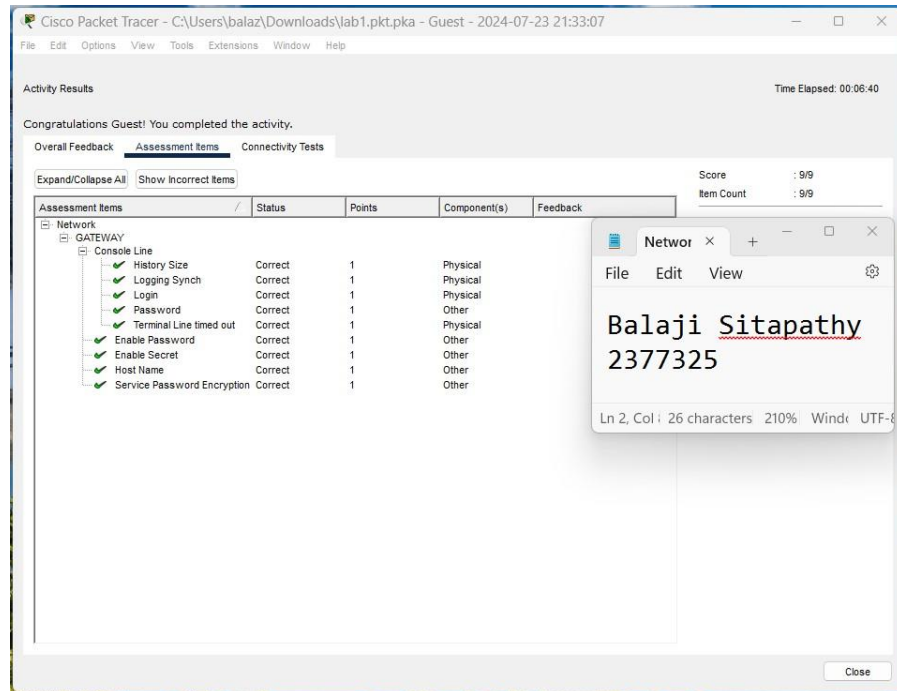 Cisco Packet Tracer - C:\Users\balaz\Downloads\lab1.pkt.pka - Guest - 2024-07-23 21:33:07
File Edit Options View Tools Extensions Window Help
Activity Results
Time Elapsed: 00:06:40
Congratulations Guest! You completed the activity.
Overall Feedback Assessment Items Connectivity Tests
Expand/Collapse All Show Incorrect Items
Score : 9/9
Item Count : 9/9
Assessment Items Status Points Component(s) Feedback
Network
GATEWAY
Console Line
History Size Correct 1 Physical
Logging Synch Correct 1 Physical
Login Correct 1 Physical
Password Correct 1 Other
Terminal Line timed out Correct 1 Physical
Enable Password Correct 1 Other
Enable Secret Correct 1 Other
Host Name Correct 1 Other
Service Password Encryption Correct 1 Other
Networ
File Edit View
Balaji Sitapathy
2377325
Ln 2, Col 26 characters 210% Windo UTF-8
Close